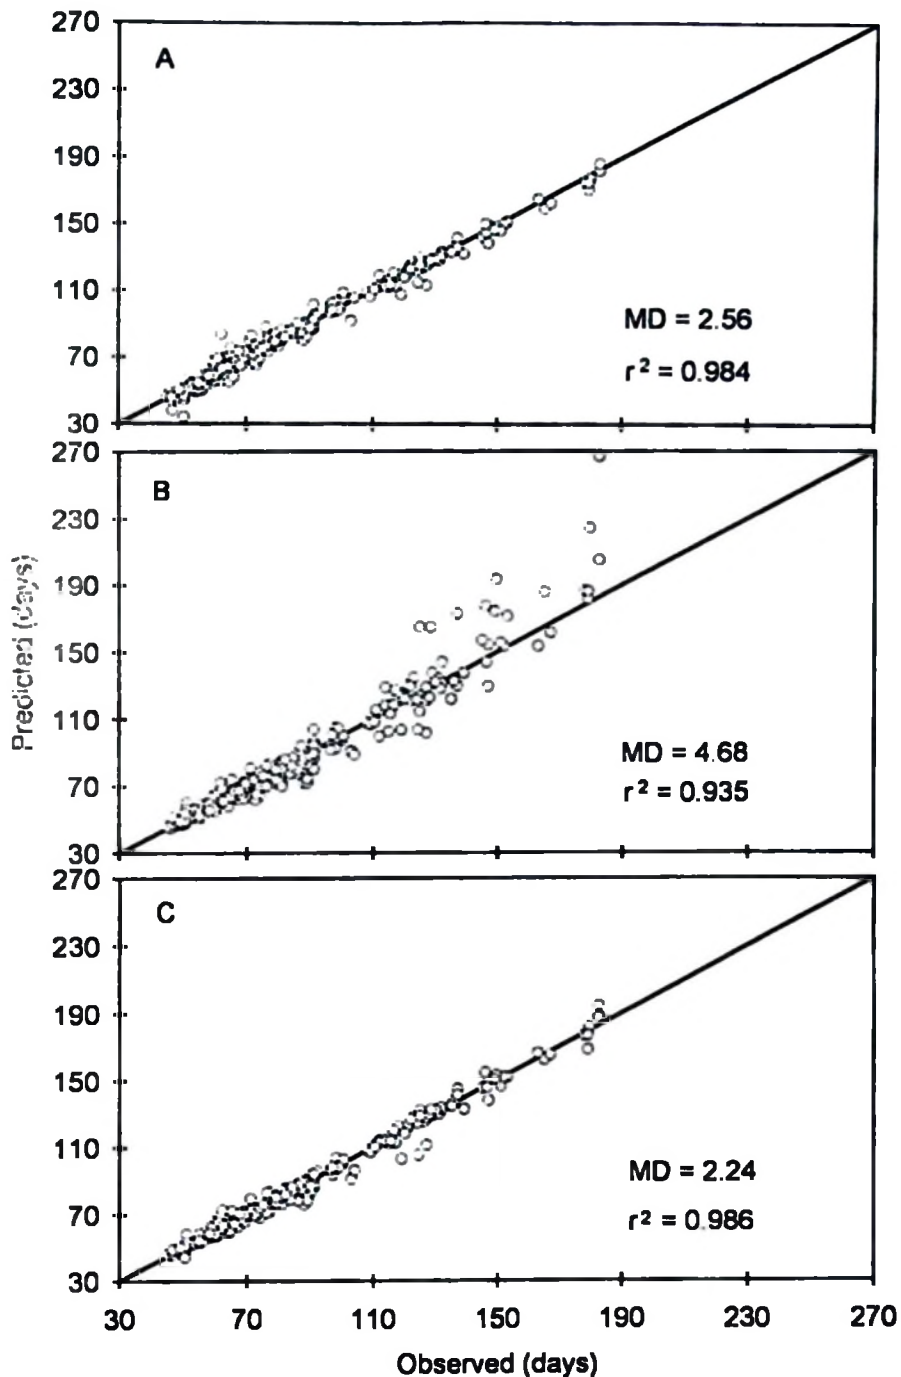 270
A
230
190
150
110
MD = 2.56
70
r² = 0.984
30
270
B
230
190
150
110
MD = 4.68
70
r² = 0.935
30
Predicted (days)
270
C
230
190
150
110
MD = 2.24
70
r² = 0.986
30
30 70 110 150 190 230 270
Observed (days)